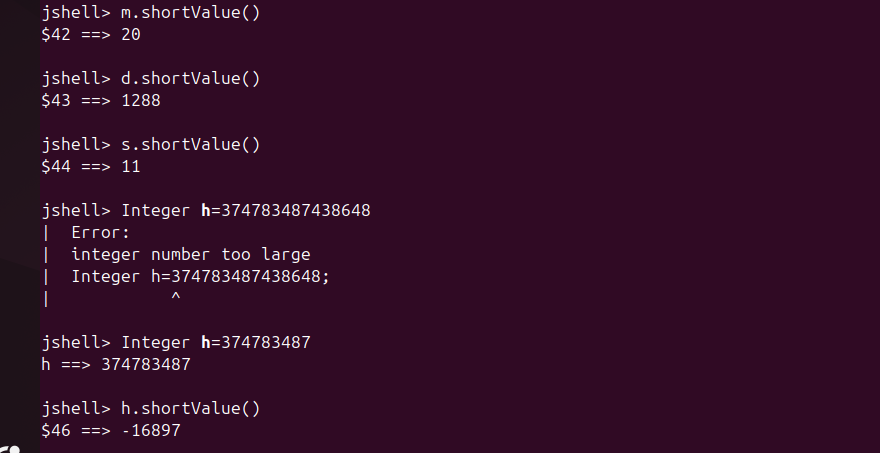 jshell> m.shortValue()
$42 ==> 20
jshell> d.shortValue()
$43 ==> 1288
jshell> s.shortValue()
$44 ==> 11
jshell> Integer h=374783487438648
|  Error:
|  integer number too large
|  Integer h=374783487438648;
|            ^
jshell> Integer h=374783487
h ==> 374783487
jshell> h.shortValue()
$46 ==> -16897